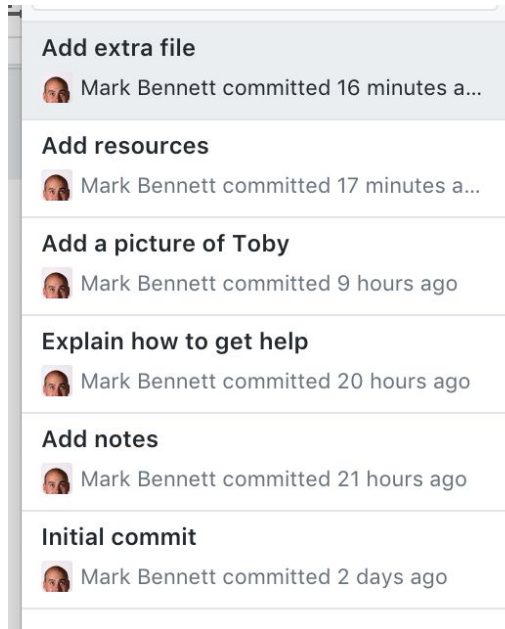 Add extra file
Mark Bennett committed 16 minutes a...
Add resources
Mark Bennett committed 17 minutes a...
Add a picture of Toby
Mark Bennett committed 9 hours ago
Explain how to get help
Mark Bennett committed 20 hours ago
Add notes
Mark Bennett committed 21 hours ago
Initial commit
Mark Bennett committed 2 days ago